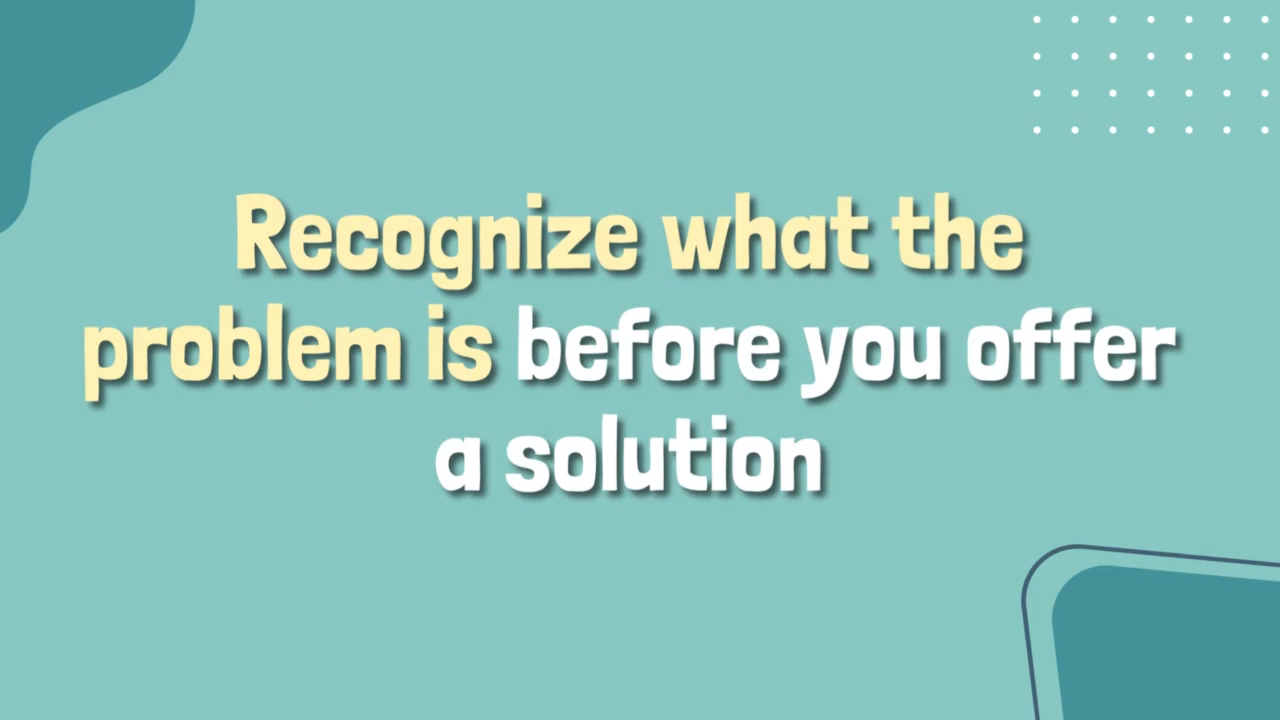 Recognize what the
problem is before you offer
a solution